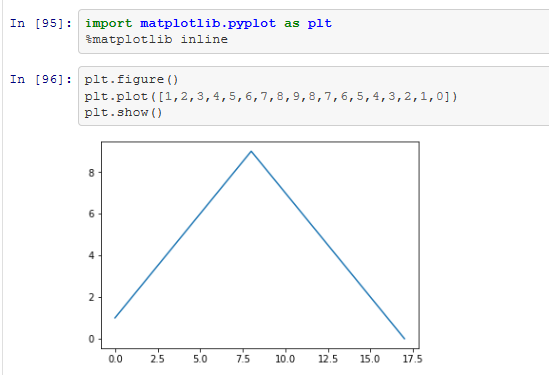 In [95]: import matplotlib.pyplot as plt
%matplotlib inline
In [96]: plt.figure()
plt.plot([1,2,3,4,5,6,7,8,9,8,7,6,5,4,3,2,1,0])
plt.show()
8
6
4
2
0
0.0 2.5 5.0 7.5 10.0 12.5 15.0 17.5